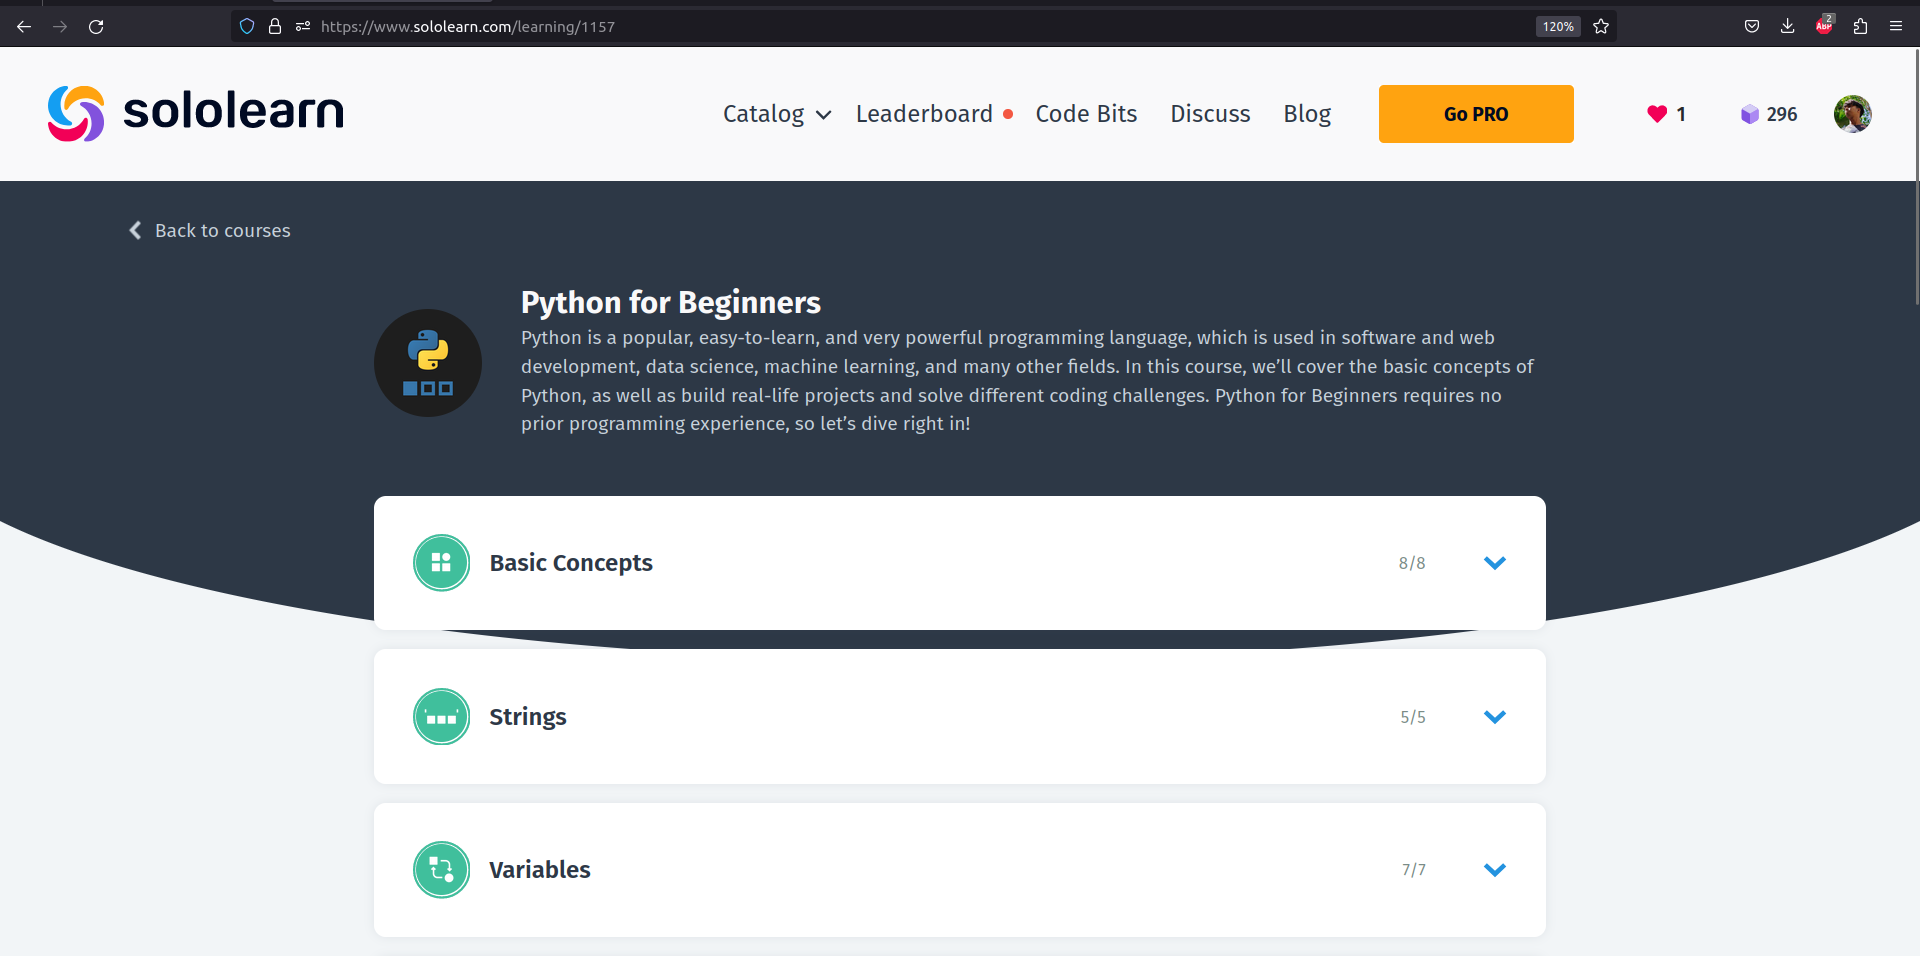 https://www.sololearn.com/learning/1157
120%
2
ABP
sololearn
Catalog
Leaderboard
Code Bits
Discuss
Blog
Go PRO
1
296
Back to courses
Python for Beginners
Python is a popular, easy-to-learn, and very powerful programming language, which is used in software and web
development, data science, machine learning, and many other fields. In this course, we’ll cover the basic concepts of
Python, as well as build real-life projects and solve different coding challenges. Python for Beginners requires no
prior programming experience, so let’s dive right in!
Basic Concepts
8/8
Strings
5/5
Variables
7/7